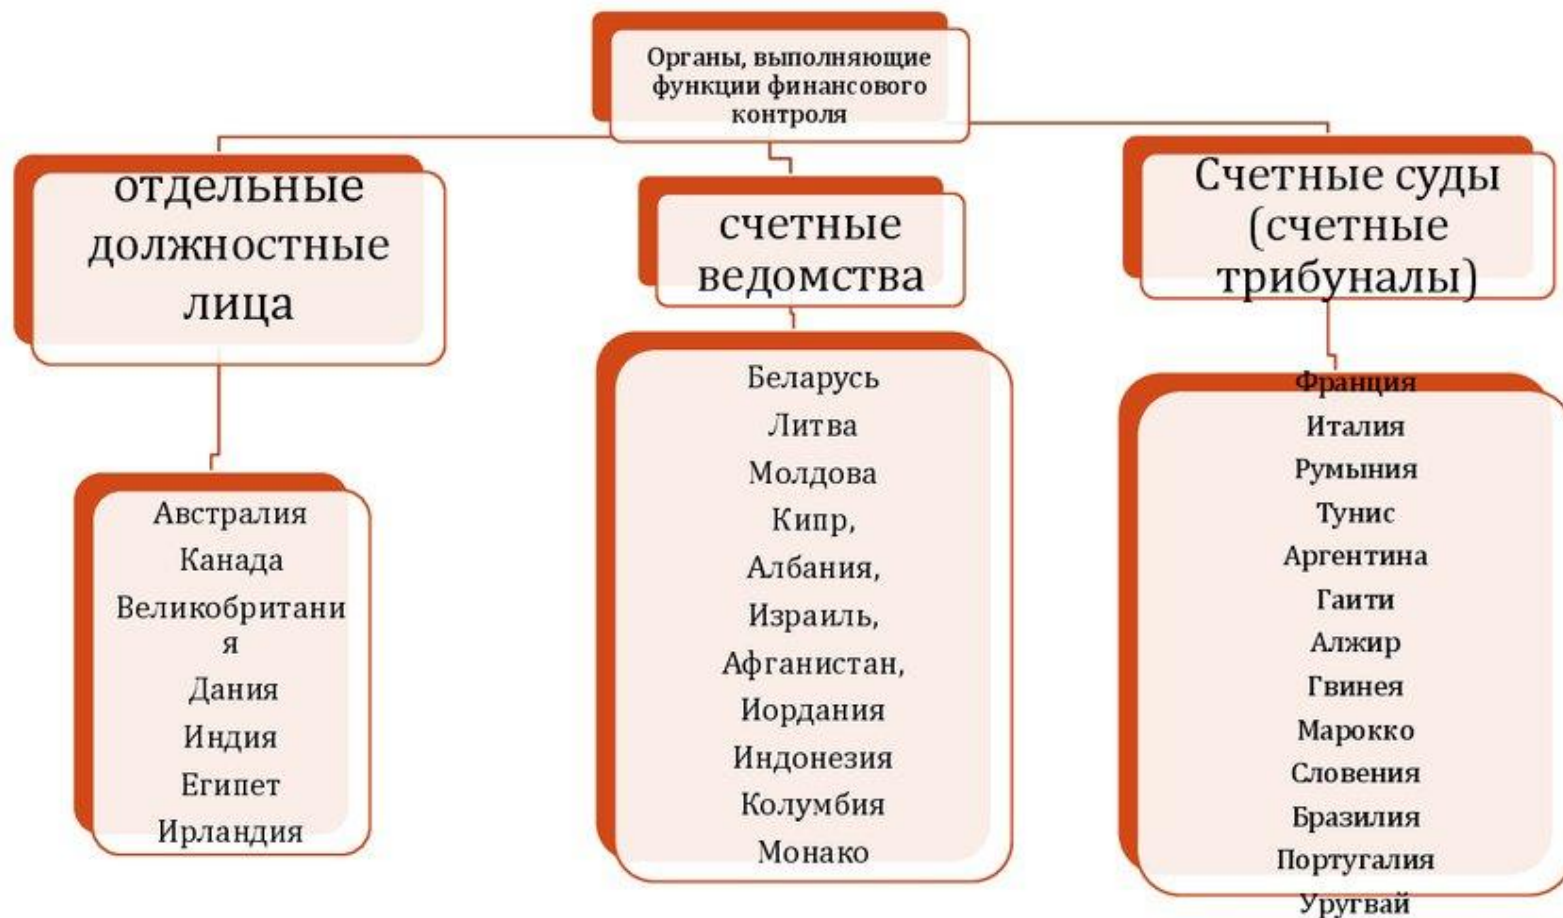 Органы, выполняющие
функции финансового
контроля
отдельные
должностные
лица
Австралия
Канада
Великобритани
я
Дания
Индия
Египет
Ирландия
счетные
ведомства
Беларусь
Литва
Молдова
Кипр,
Албания,
Израиль,
Афганистан,
Иордания
Индонезия
Колумбия
Монако
Счетные суды
(счетные
трибуналы)
Франция
Италия
Румыния
Тунис
Аргентина
Гаити
Алжир
Гвинея
Марокко
Словения
Бразилия
Португалия
Уругвай